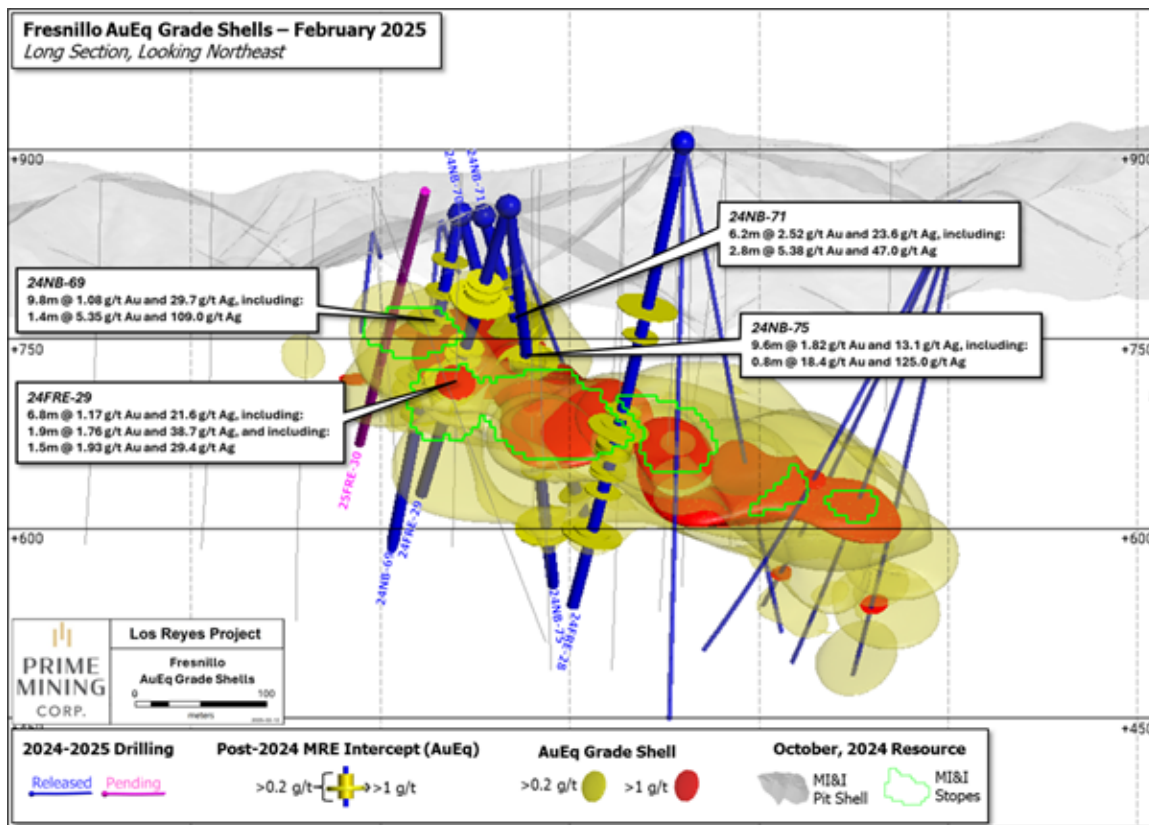 Fresnillo AuEq Grade Shells – February 2025
Long Section, Looking Northeast
+900
+900
24NB-70
24NB-71
24NB-71
6.2m @ 2.52 g/t Au and 23.6 g/t Ag, including:
2.8m @ 5.38 g/t Au and 47.0 g/t Ag
24NB-69
9.8m @ 1.08 g/t Au and 29.7 g/t Ag, including:
1.4m @ 5.35 g/t Au and 109.0 g/t Ag
24NB-75
9.6m @ 1.82 g/t Au and 13.1 g/t Ag, including:
0.8m @ 18.4 g/t Au and 125.0 g/t Ag
+750
+750
24FRE-29
6.8m @ 1.17 g/t Au and 21.6 g/t Ag, including:
1.9m @ 1.76 g/t Au and 38.7 g/t Ag, and including:
1.5m @ 1.93 g/t Au and 29.4 g/t Ag
25FRE-30
+600
+600
24FRE-29
24NB-69
24NB-75
24FRE-28
PRIME
MINING
CORP.
Los Reyes Project
Fresnillo
AuEq Grade Shells
0 100
meters
+450
+450
2024-2025 Drilling
Released Pending
Post-2024 MRE Intercept (AuEq)
>0.2 g/t >1 g/t
AuEq Grade Shell
>0.2 g/t >1 g/t
October, 2024 Resource
MI&I
Pit Shell
MI&I
Stopes